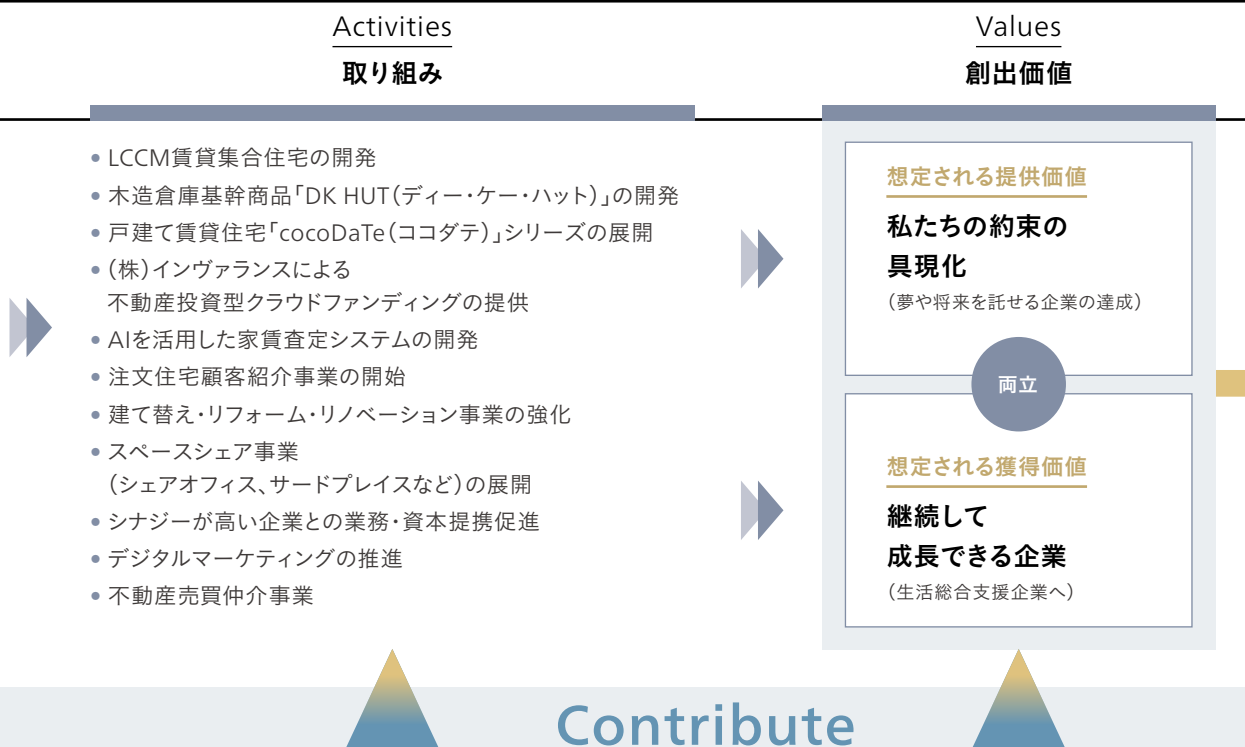 Activities
取り組み
• LCCM賃貸集合住宅の開発
• 木造倉庫基幹商品「DK HUT(ディー・ケー・ハット)」の開発
• 戸建て賃貸住宅「cocoDaTe(ココダテ)」シリーズの展開
• (株)インヴァランスによる
不動産投資型クラウドファンディングの提供
• AIを活用した家賃査定システムの開発
• 注文住宅顧客紹介事業の開始
• 建て替え・リフォーム・リノベーション事業の強化
• スペースシェア事業
(シェアオフィス、サードプレイスなど)の展開
• シナジーが高い企業との業務・資本提携促進
• デジタルマーケティングの推進
• 不動産売買仲介事業
Values
創出価値
想定される提供価値
私たちの約束の
具現化
(夢や将来を託せる企業の達成)
両立
想定される獲得価値
継続して
成長できる企業
(生活総合支援企業へ)
Contribute